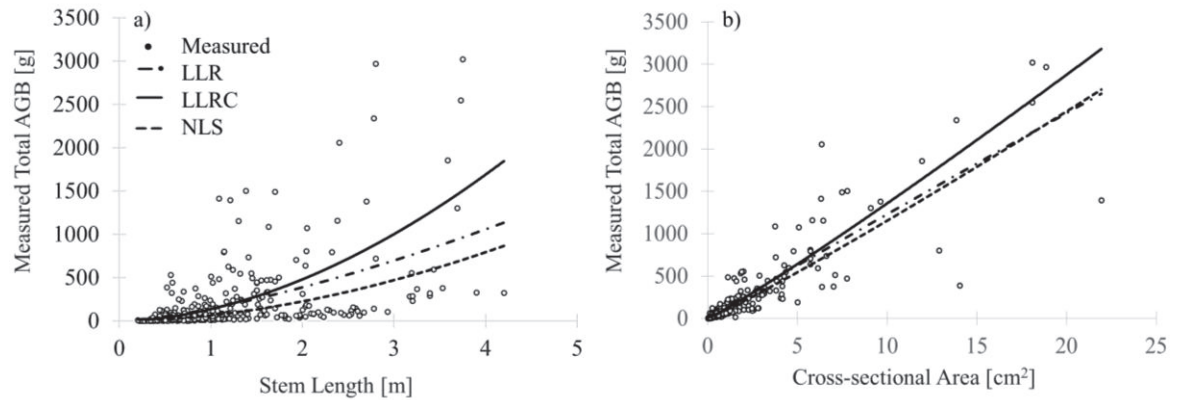 a)
3500
3000
2500
2000
1500
1000
500
0
Measured Total AGB [g]
Measured
LLR
LLRC
NLS
0 1 2 3 4 5
Stem Length [m]
b)
3500
3000
2500
2000
1500
1000
500
0
Measured Total AGB [g]
0 5 10 15 20 25
Cross-sectional Area [cm²]